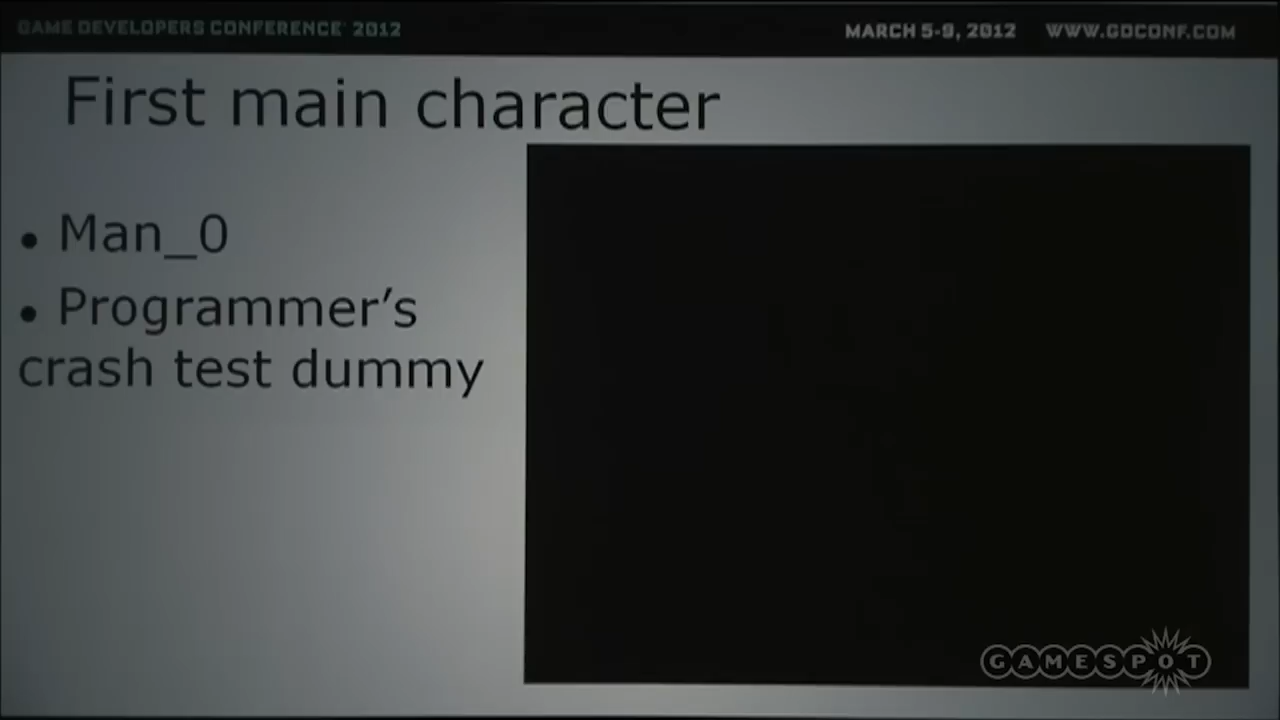 GAME DEVELOPERS CONFERENCE® 2012
MARCH 5-9, 2012 WWW.GDCONF.COM
First main character
• Man_0
• Programmer's
crash test dummy
GAMESPOT